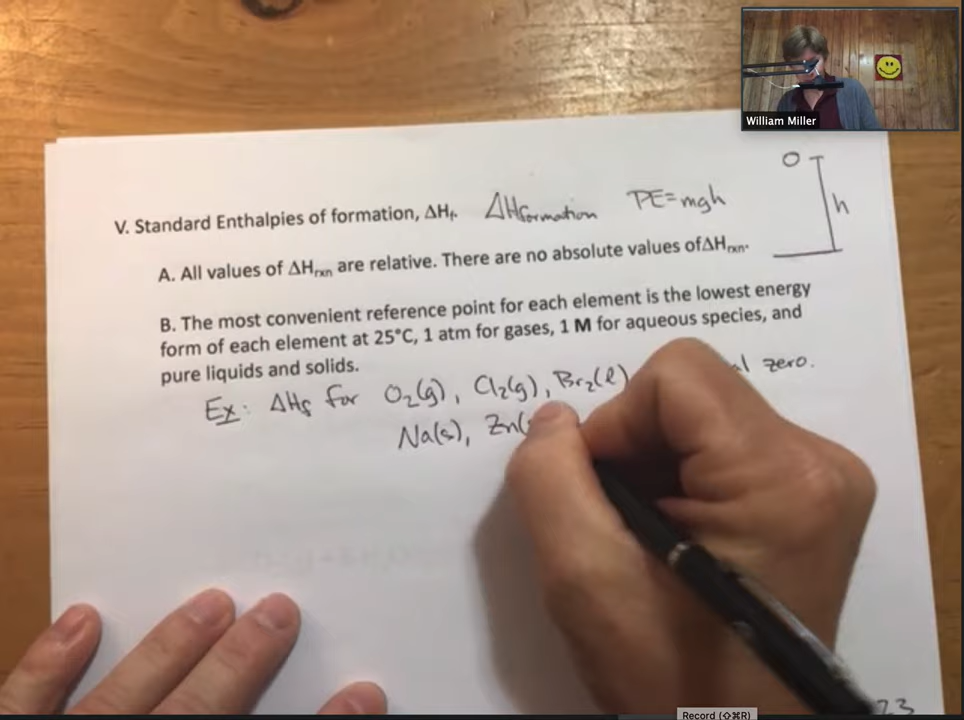 William Miller
V. Standard Enthalpies of formation, ΔHf. ΔHformation PE=mgh
O
h
A. All values of ΔHrxn are relative. There are no absolute values ofΔHrxn.
B. The most convenient reference point for each element is the lowest energy
form of each element at 25°C, 1 atm for gases, 1 M for aqueous species, and
pure liquids and solids.
Ex: ΔHf for O2(g), Cl2(g), Br2(l) zero.
Na(s), Zn(
23
Record (⇧⌘R)